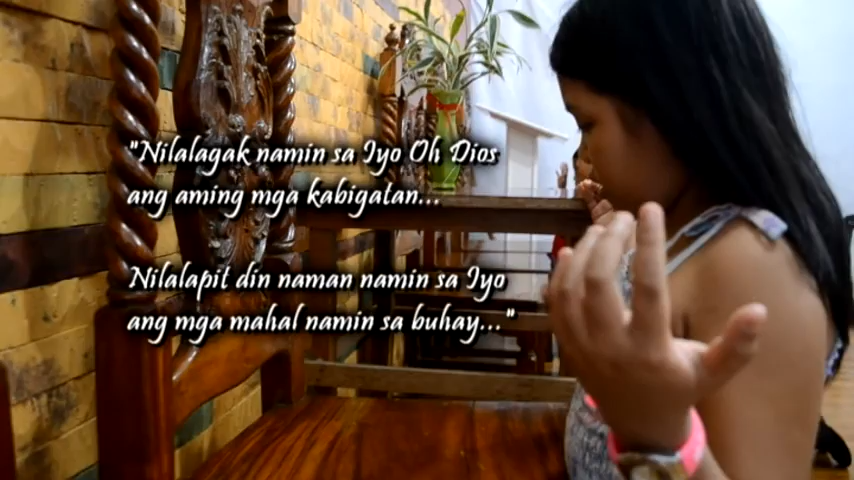 "Nilalagak namin sa Iyo Oh Dios
ang aming mga kabigatan...
Nilalapit din naman namin sa Iyo
ang mga mahal namin sa buhay..."